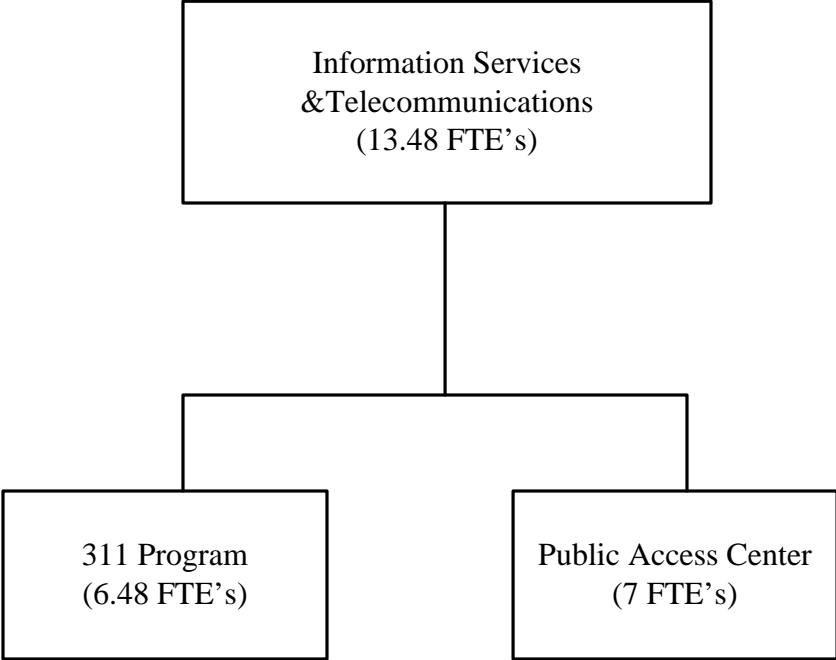 Information Services
&Telecommunications
(13.48 FTE’s)
311 Program
(6.48 FTE’s)
Public Access Center
(7 FTE’s)